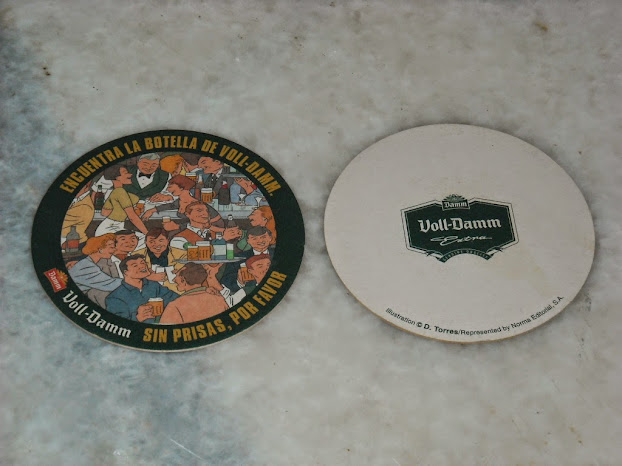 ENCUENTRA LA BOTELLA DE VOLL-DAMM.
SIN PRISAS, POR FAVOR
Damm
Voll-Damm
Damm
Voll-Damm
Extra
Illustration © D. Torres/Represented by Norma Editorial, S.A.